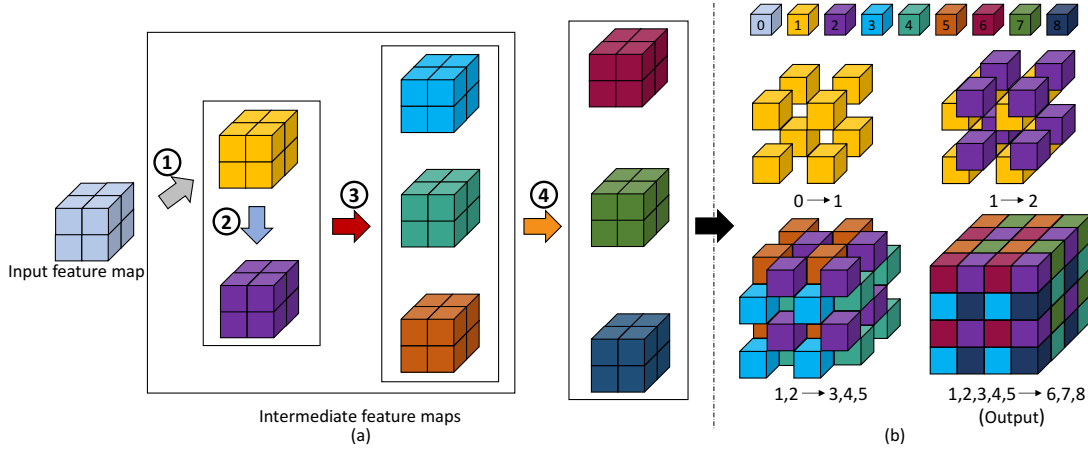 0 1 2 3 4 5 6 7 8
1
2
3
4
Input feature map
0 → 1
1 → 2
1,2 → 3,4,5
1,2,3,4,5 → 6,7,8
(Output)
Intermediate feature maps
(a)
(b)